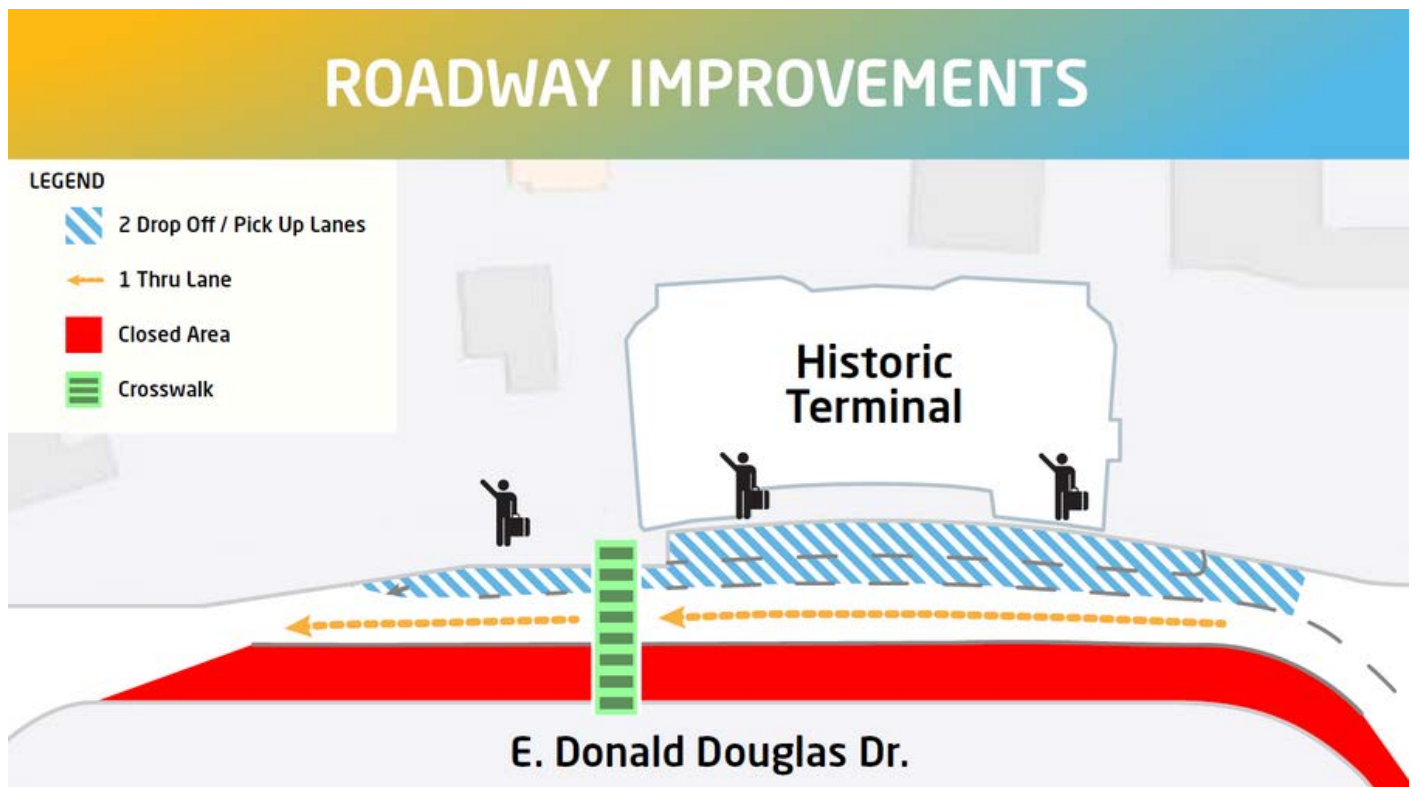 ROADWAY IMPROVEMENTS
LEGEND
2 Drop Off / Pick Up Lanes
1 Thru Lane
Closed Area
Crosswalk
Historic
Terminal
E. Donald Douglas Dr.